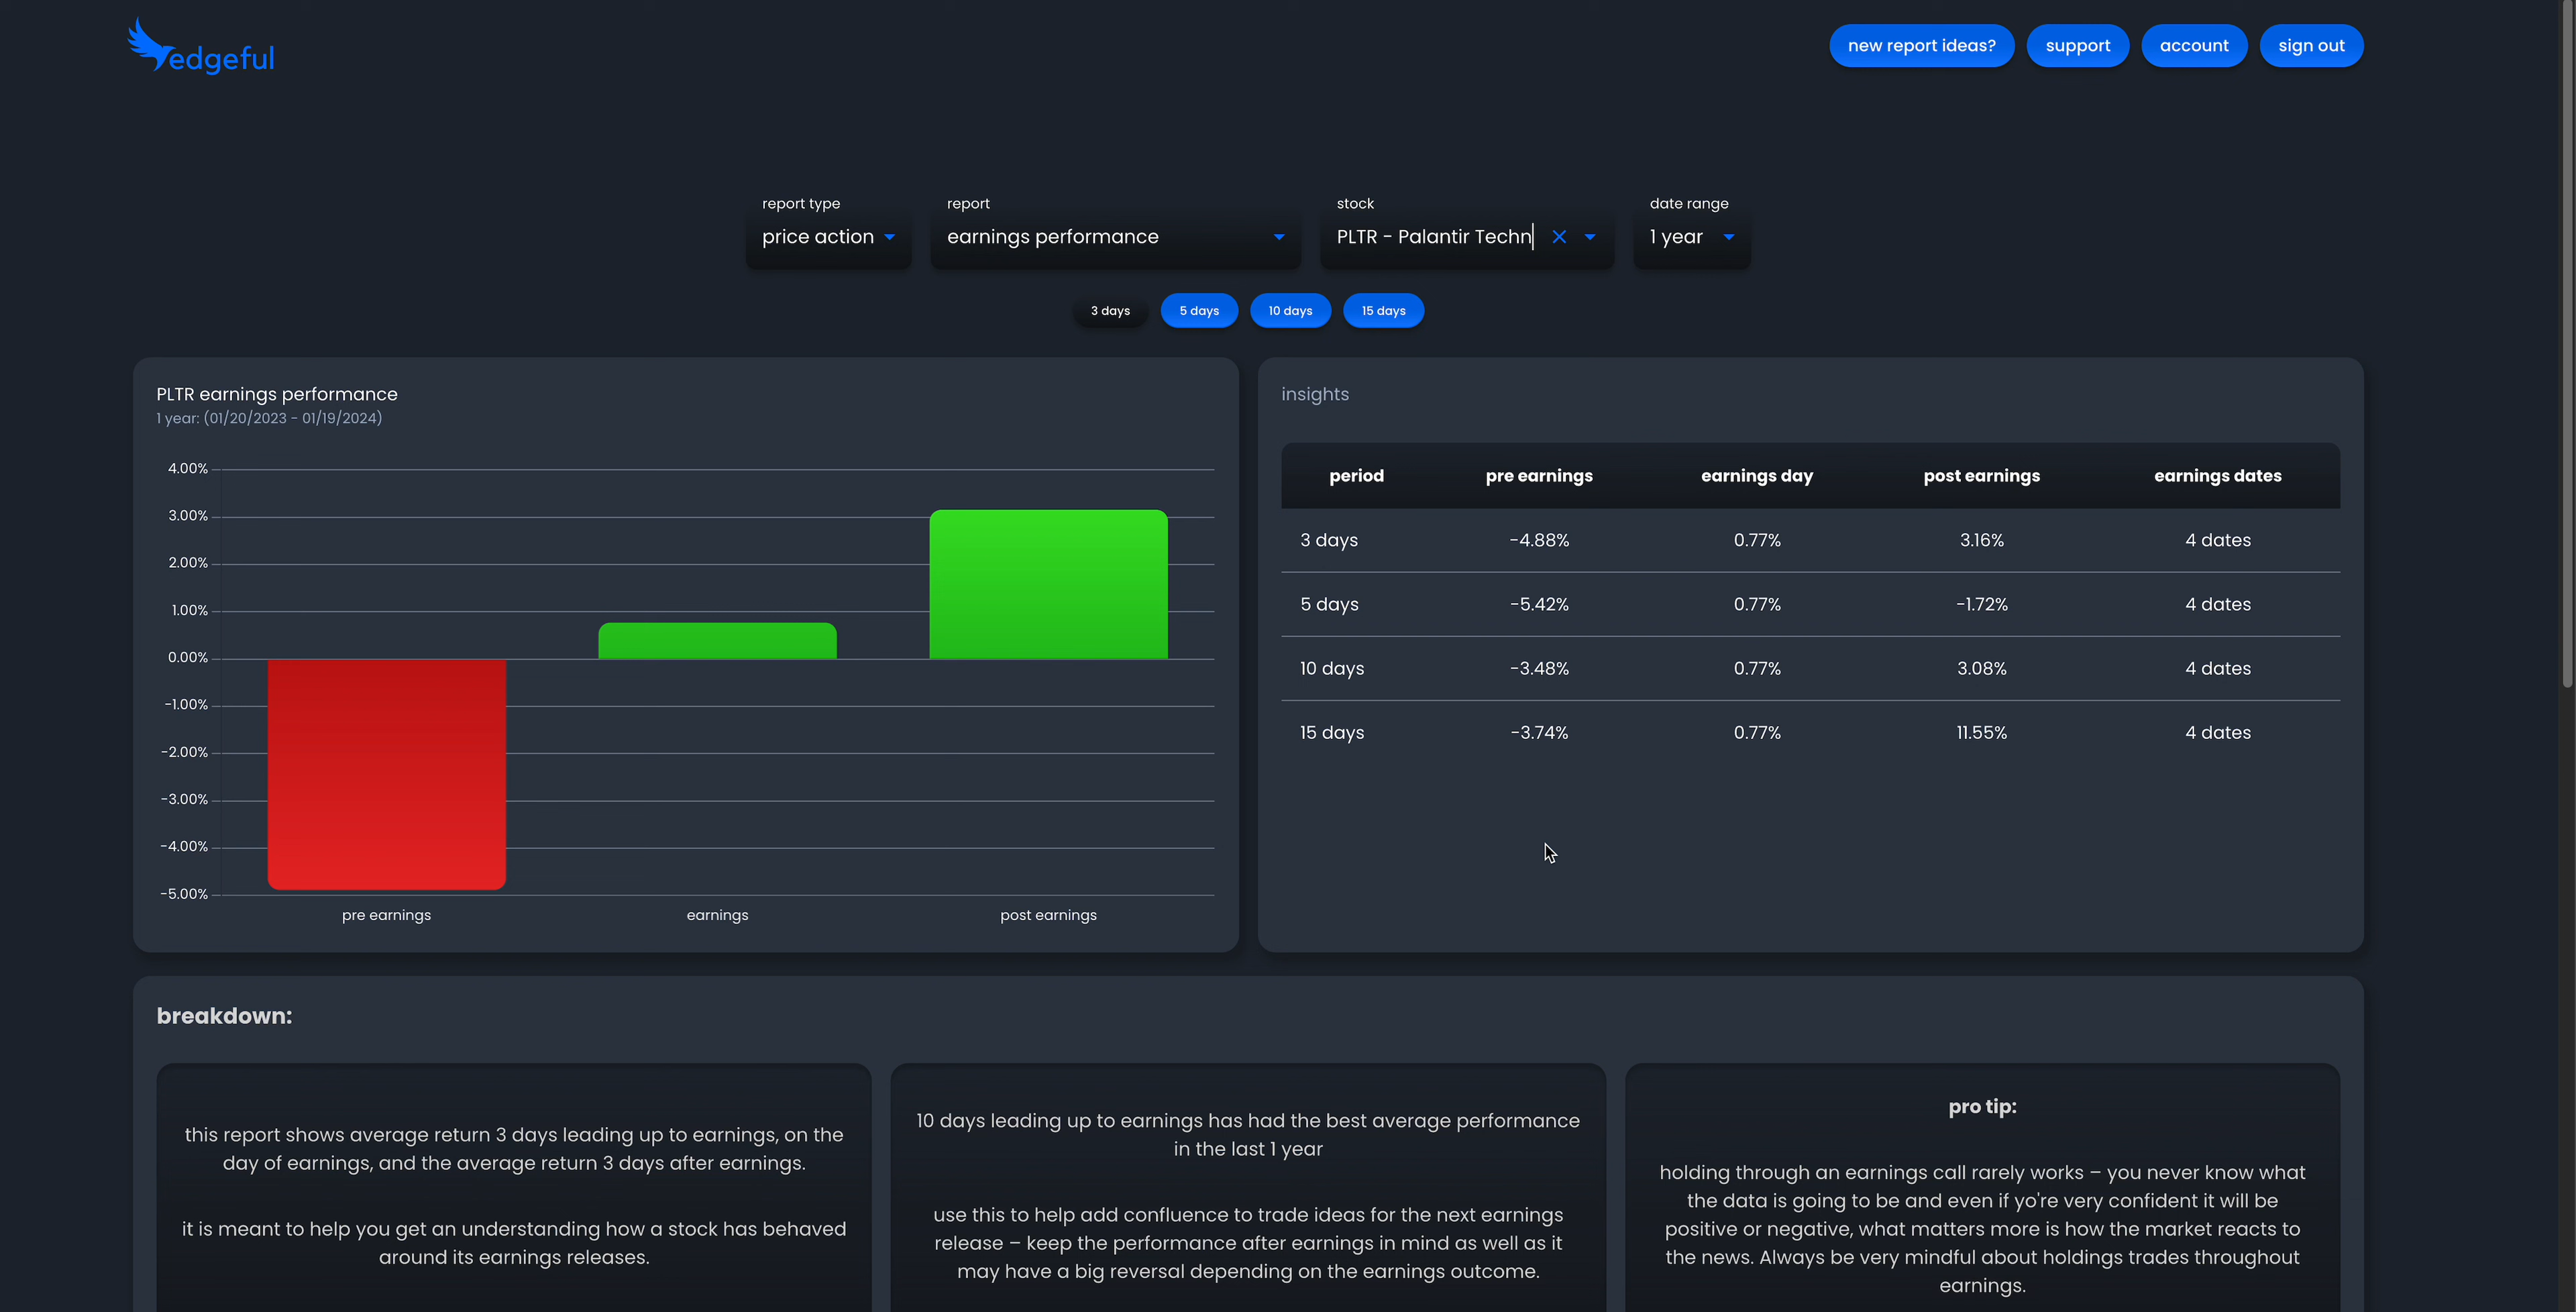 edgeful
new report ideas?
support
account
sign out
report type
price action
report
earnings performance
stock
PLTR - Palantir Techn
date range
1 year
3 days
5 days
10 days
15 days
PLTR earnings performance
1 year: (01/20/2023 - 01/19/2024)
4.00%
3.00%
2.00%
1.00%
0.00%
-1.00%
-2.00%
-3.00%
-4.00%
-5.00%
pre earnings
earnings
post earnings
insights
period pre earnings earnings day post earnings earnings dates
3 days -4.88% 0.77% 3.16% 4 dates
5 days -5.42% 0.77% -1.72% 4 dates
10 days -3.48% 0.77% 3.08% 4 dates
15 days -3.74% 0.77% 11.55% 4 dates
breakdown:
this report shows average return 3 days leading up to earnings, on the
day of earnings, and the average return 3 days after earnings.
it is meant to help you get an understanding how a stock has behaved
around its earnings releases.
10 days leading up to earnings has had the best average performance
in the last 1 year
use this to help add confluence to trade ideas for the next earnings
release – keep the performance after earnings in mind as well as it
may have a big reversal depending on the earnings outcome.
pro tip:
holding through an earnings call rarely works – you never know what
the data is going to be and even if yo're very confident it will be
positive or negative, what matters more is how the market reacts to
the news. Always be very mindful about holdings trades throughout
earnings.